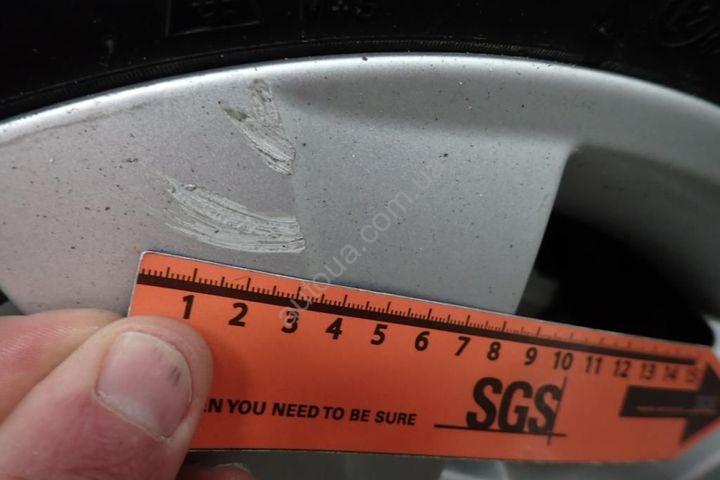 autoua.com.ua
1 2 3 4 5 6 7 8 9 10 11 12 13 14 15
EN YOU NEED TO BE SURE
SGS